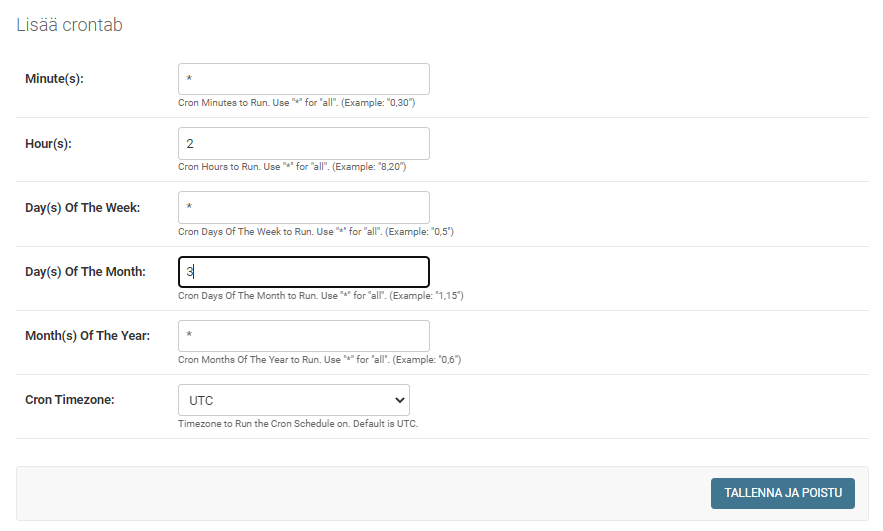 Lisää crontab
Minute(s):
*
Cron Minutes to Run. Use "*" for "all". (Example: "0,30")
Hour(s):
2
Cron Hours to Run. Use "*" for "all". (Example: "8,20")
Day(s) Of The Week:
*
Cron Days Of The Week to Run. Use "*" for "all". (Example: "0,5")
Day(s) Of The Month:
3
Cron Days Of The Month to Run. Use "*" for "all". (Example: "1,15")
Month(s) Of The Year:
*
Cron Months Of The Year to Run. Use "*" for "all". (Example: "0,6")
Cron Timezone:
UTC
Timezone to Run the Cron Schedule on. Default is UTC.
TALLENNA JA POISTU